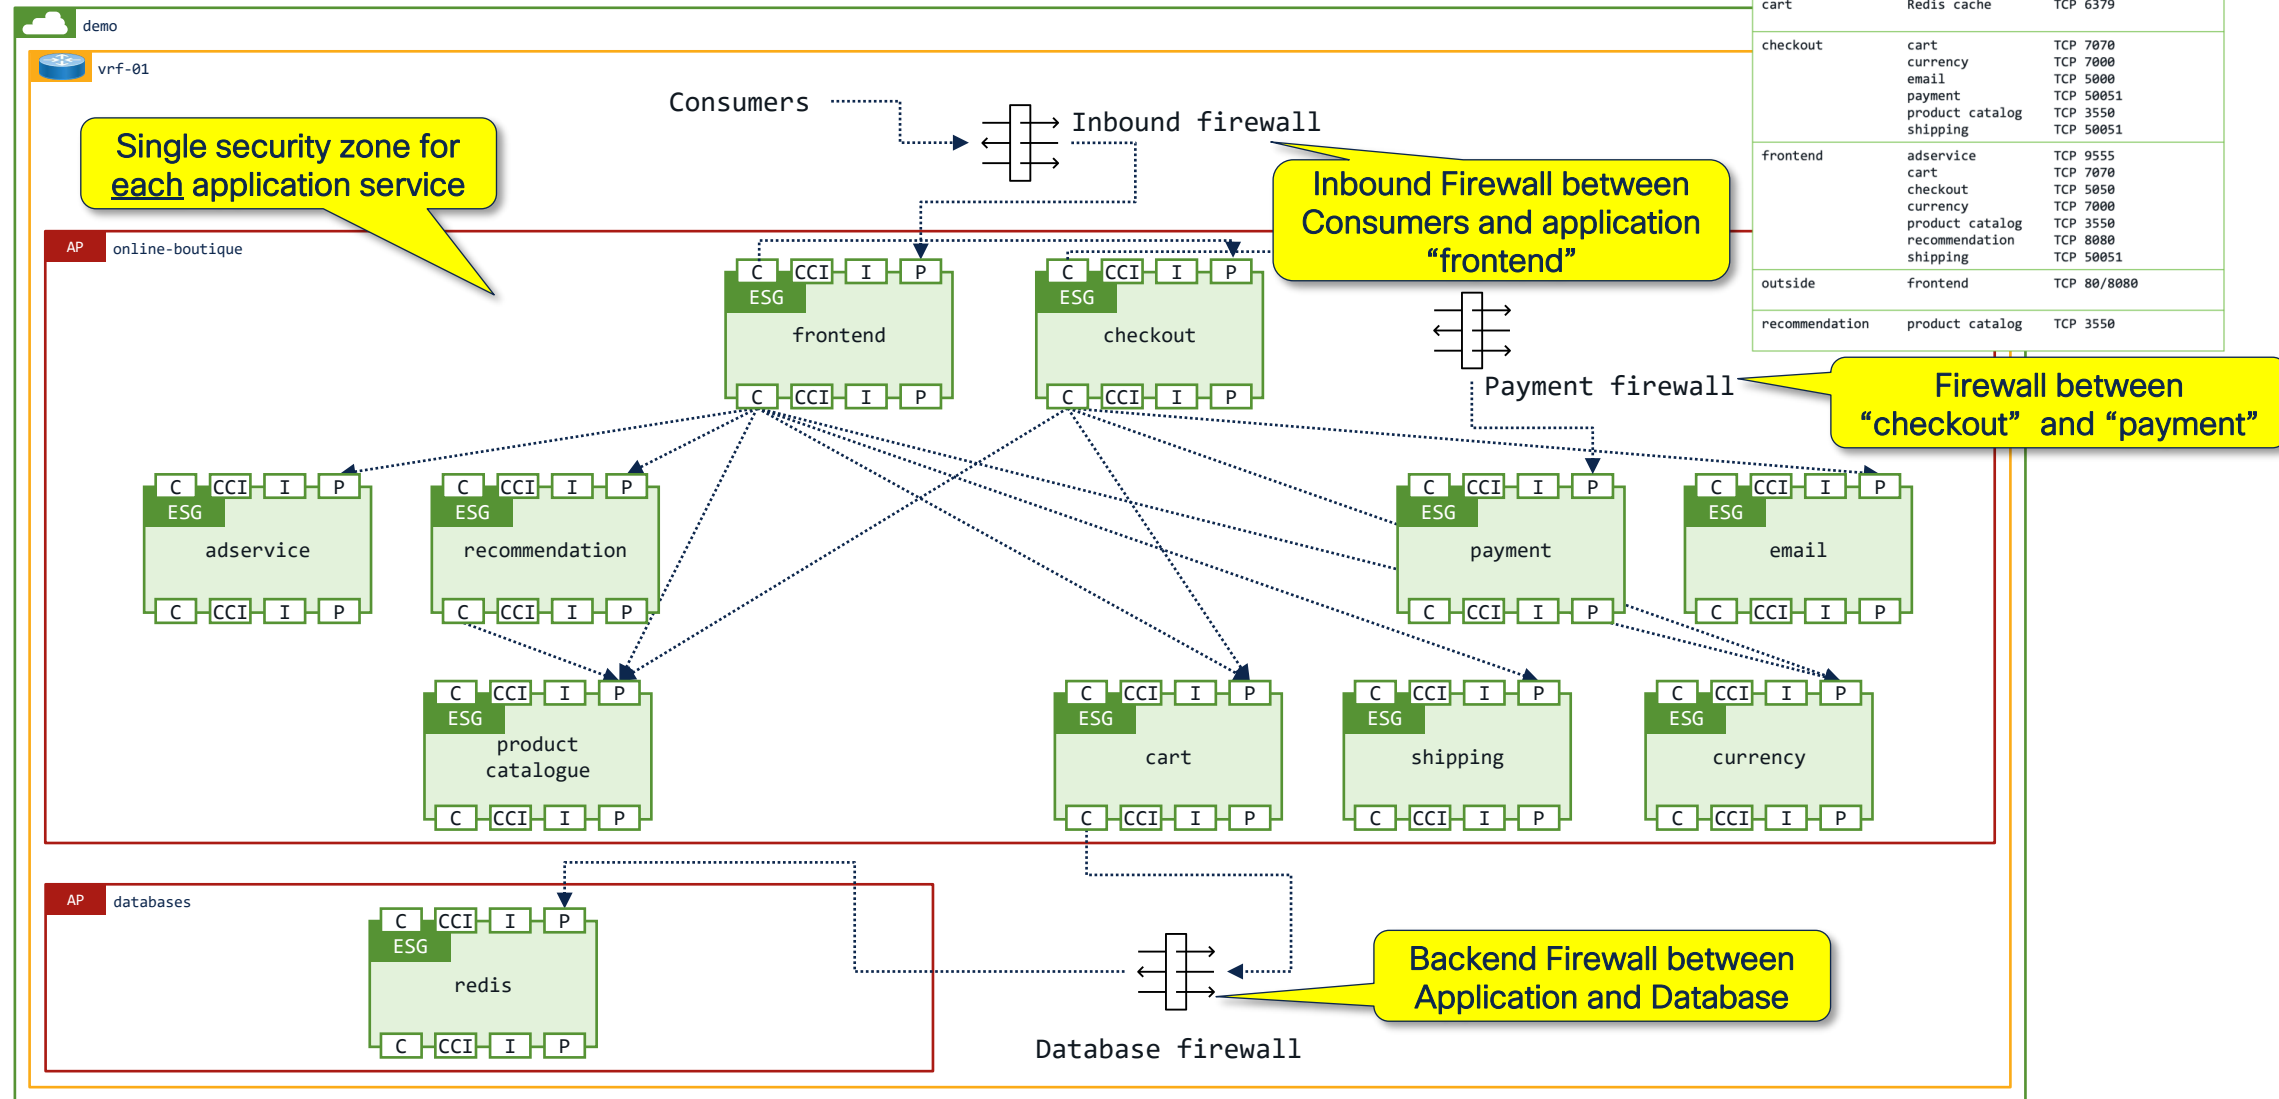 demo
vrf-01
cart Redis cache TCP 6379
checkout cart TCP 7070
currency TCP 7000
email TCP 5000
payment TCP 50051
product catalog TCP 3550
shipping TCP 50051
frontend adservice TCP 9555
cart TCP 7070
checkout TCP 5050
currency TCP 7000
product catalog TCP 3550
recommendation TCP 8080
shipping TCP 50051
outside frontend TCP 80/8080
recommendation product catalog TCP 3550
Consumers
Inbound firewall
Single security zone for
each application service
Inbound Firewall between
Consumers and application
“frontend”
AP online-boutique
C CCI I P
ESG
frontend
C CCI I P
C CCI I P
ESG
checkout
C CCI I P
Payment firewall
Firewall between
“checkout” and “payment”
C CCI I P
ESG
adservice
C CCI I P
C CCI I P
ESG
recommendation
C CCI I P
C CCI I P
ESG
payment
C CCI I P
C CCI I P
ESG
email
C CCI I P
C CCI I P
ESG
product
catalogue
C CCI I P
C CCI I P
ESG
cart
C CCI I P
C CCI I P
ESG
shipping
C CCI I P
C CCI I P
ESG
currency
C CCI I P
AP databases
C CCI I P
ESG
redis
C CCI I P
Database firewall
Backend Firewall between
Application and Database